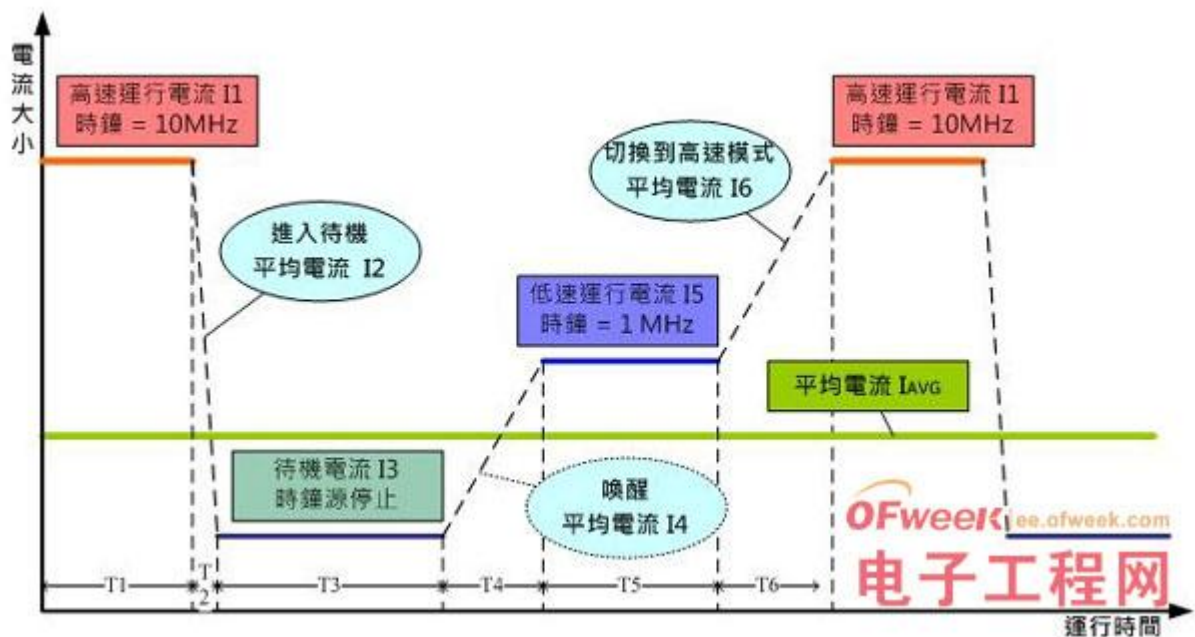 電流大小
高速運行電流 I1
時鐘 = 10MHz
高速運行電流 I1
時鐘 = 10MHz
切換到高速模式
平均電流 I6
進入待機
平均電流 I2
低速運行電流 I5
時鐘 = 1 MHz
平均電流 IAVG
待機電流 I3
時鐘源停止
喚醒
平均電流 I4
OFweek ee.ofweek.com
电子工程网
T1
T2
T3
T4
T5
T6
運行時間